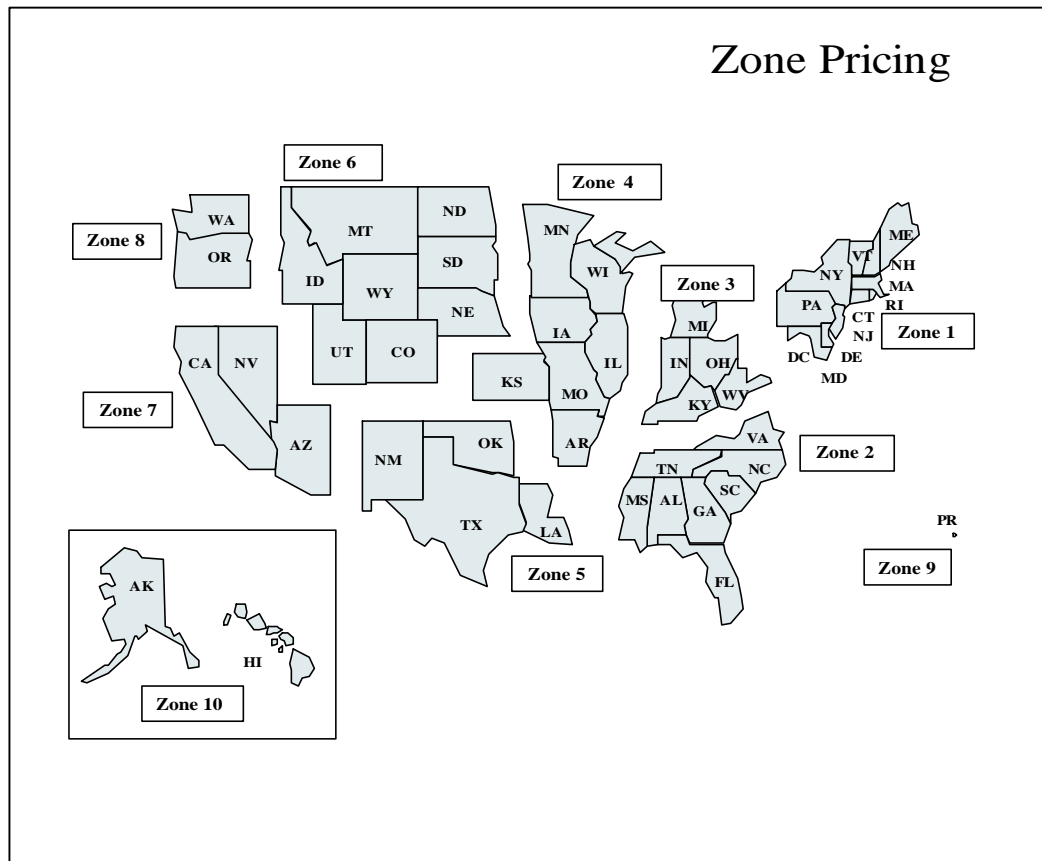 Zone Pricing
Zone 6
Zone 4
Zone 8
WA
OR
MT
ND
ID
WY
SD
NE
UT
CO
MN
WI
IA
IL
KS
MO
AR
Zone 3
MI
IN
OH
KY
WV
ME
VT
NH
NY
MA
RI
PA
CT
NJ
Zone 1
DC
DE
MD
CA
NV
Zone 7
AZ
NM
OK
TX
LA
Zone 5
VA
Zone 2
TN
NC
SC
MS
AL
GA
FL
PR
Zone 9
AK
HI
Zone 10